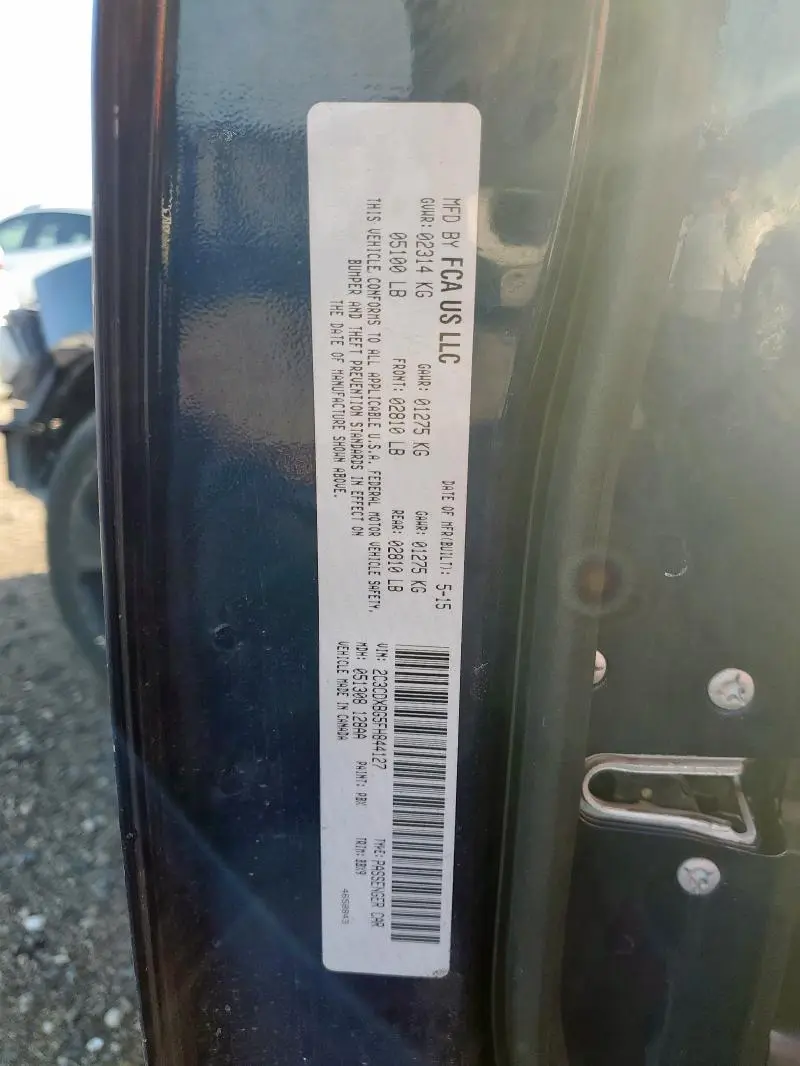 MFD BY FCA US LLC
DATE OF MFR(BUILT): 5-15
GVWR: 02314 KG GAWR: 01275 KG GAWR: 01275 KG
05100 LB FRONT: 02810 LB REAR: 02810 LB
THIS VEHICLE CONFORMS TO ALL APPLICABLE U.S.A. FEDERAL MOTOR VEHICLE SAFETY,
BUMPER AND THEFT PREVENTION STANDARDS IN EFFECT ON
THE DATE OF MANUFACTURE SHOWN ABOVE.
VIN: 2C3CDXBG5FH844127 TYPE: PASSENGER CAR
MDH: 051308 128AA PAINT: PBX TRIM: BBX9
VEHICLE MADE IN CANADA 4658843